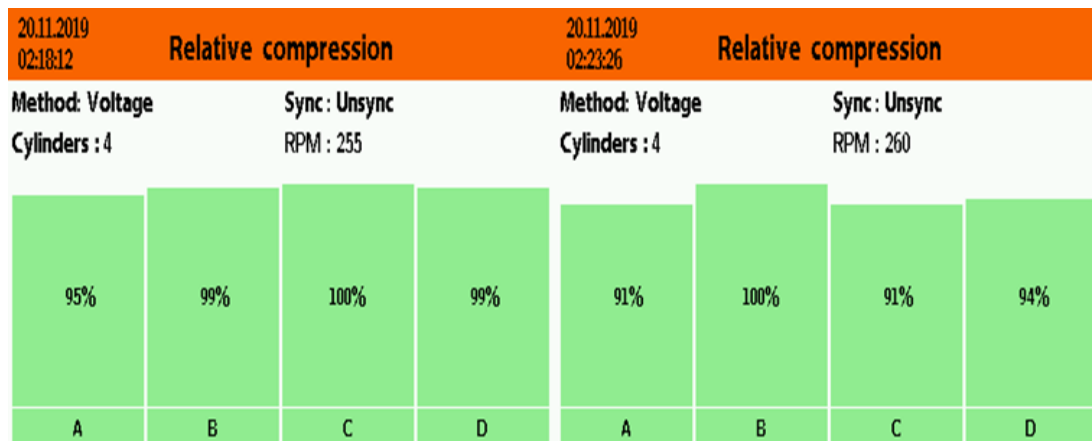 20.11.2019
02:18:12
Relative compression
Method: Voltage
Sync : Unsync
Cylinders : 4
RPM : 255
95%
99%
100%
99%
A
B
C
D
20.11.2019
02:23:26
Relative compression
Method: Voltage
Sync : Unsync
Cylinders : 4
RPM : 260
91%
100%
91%
94%
A
B
C
D